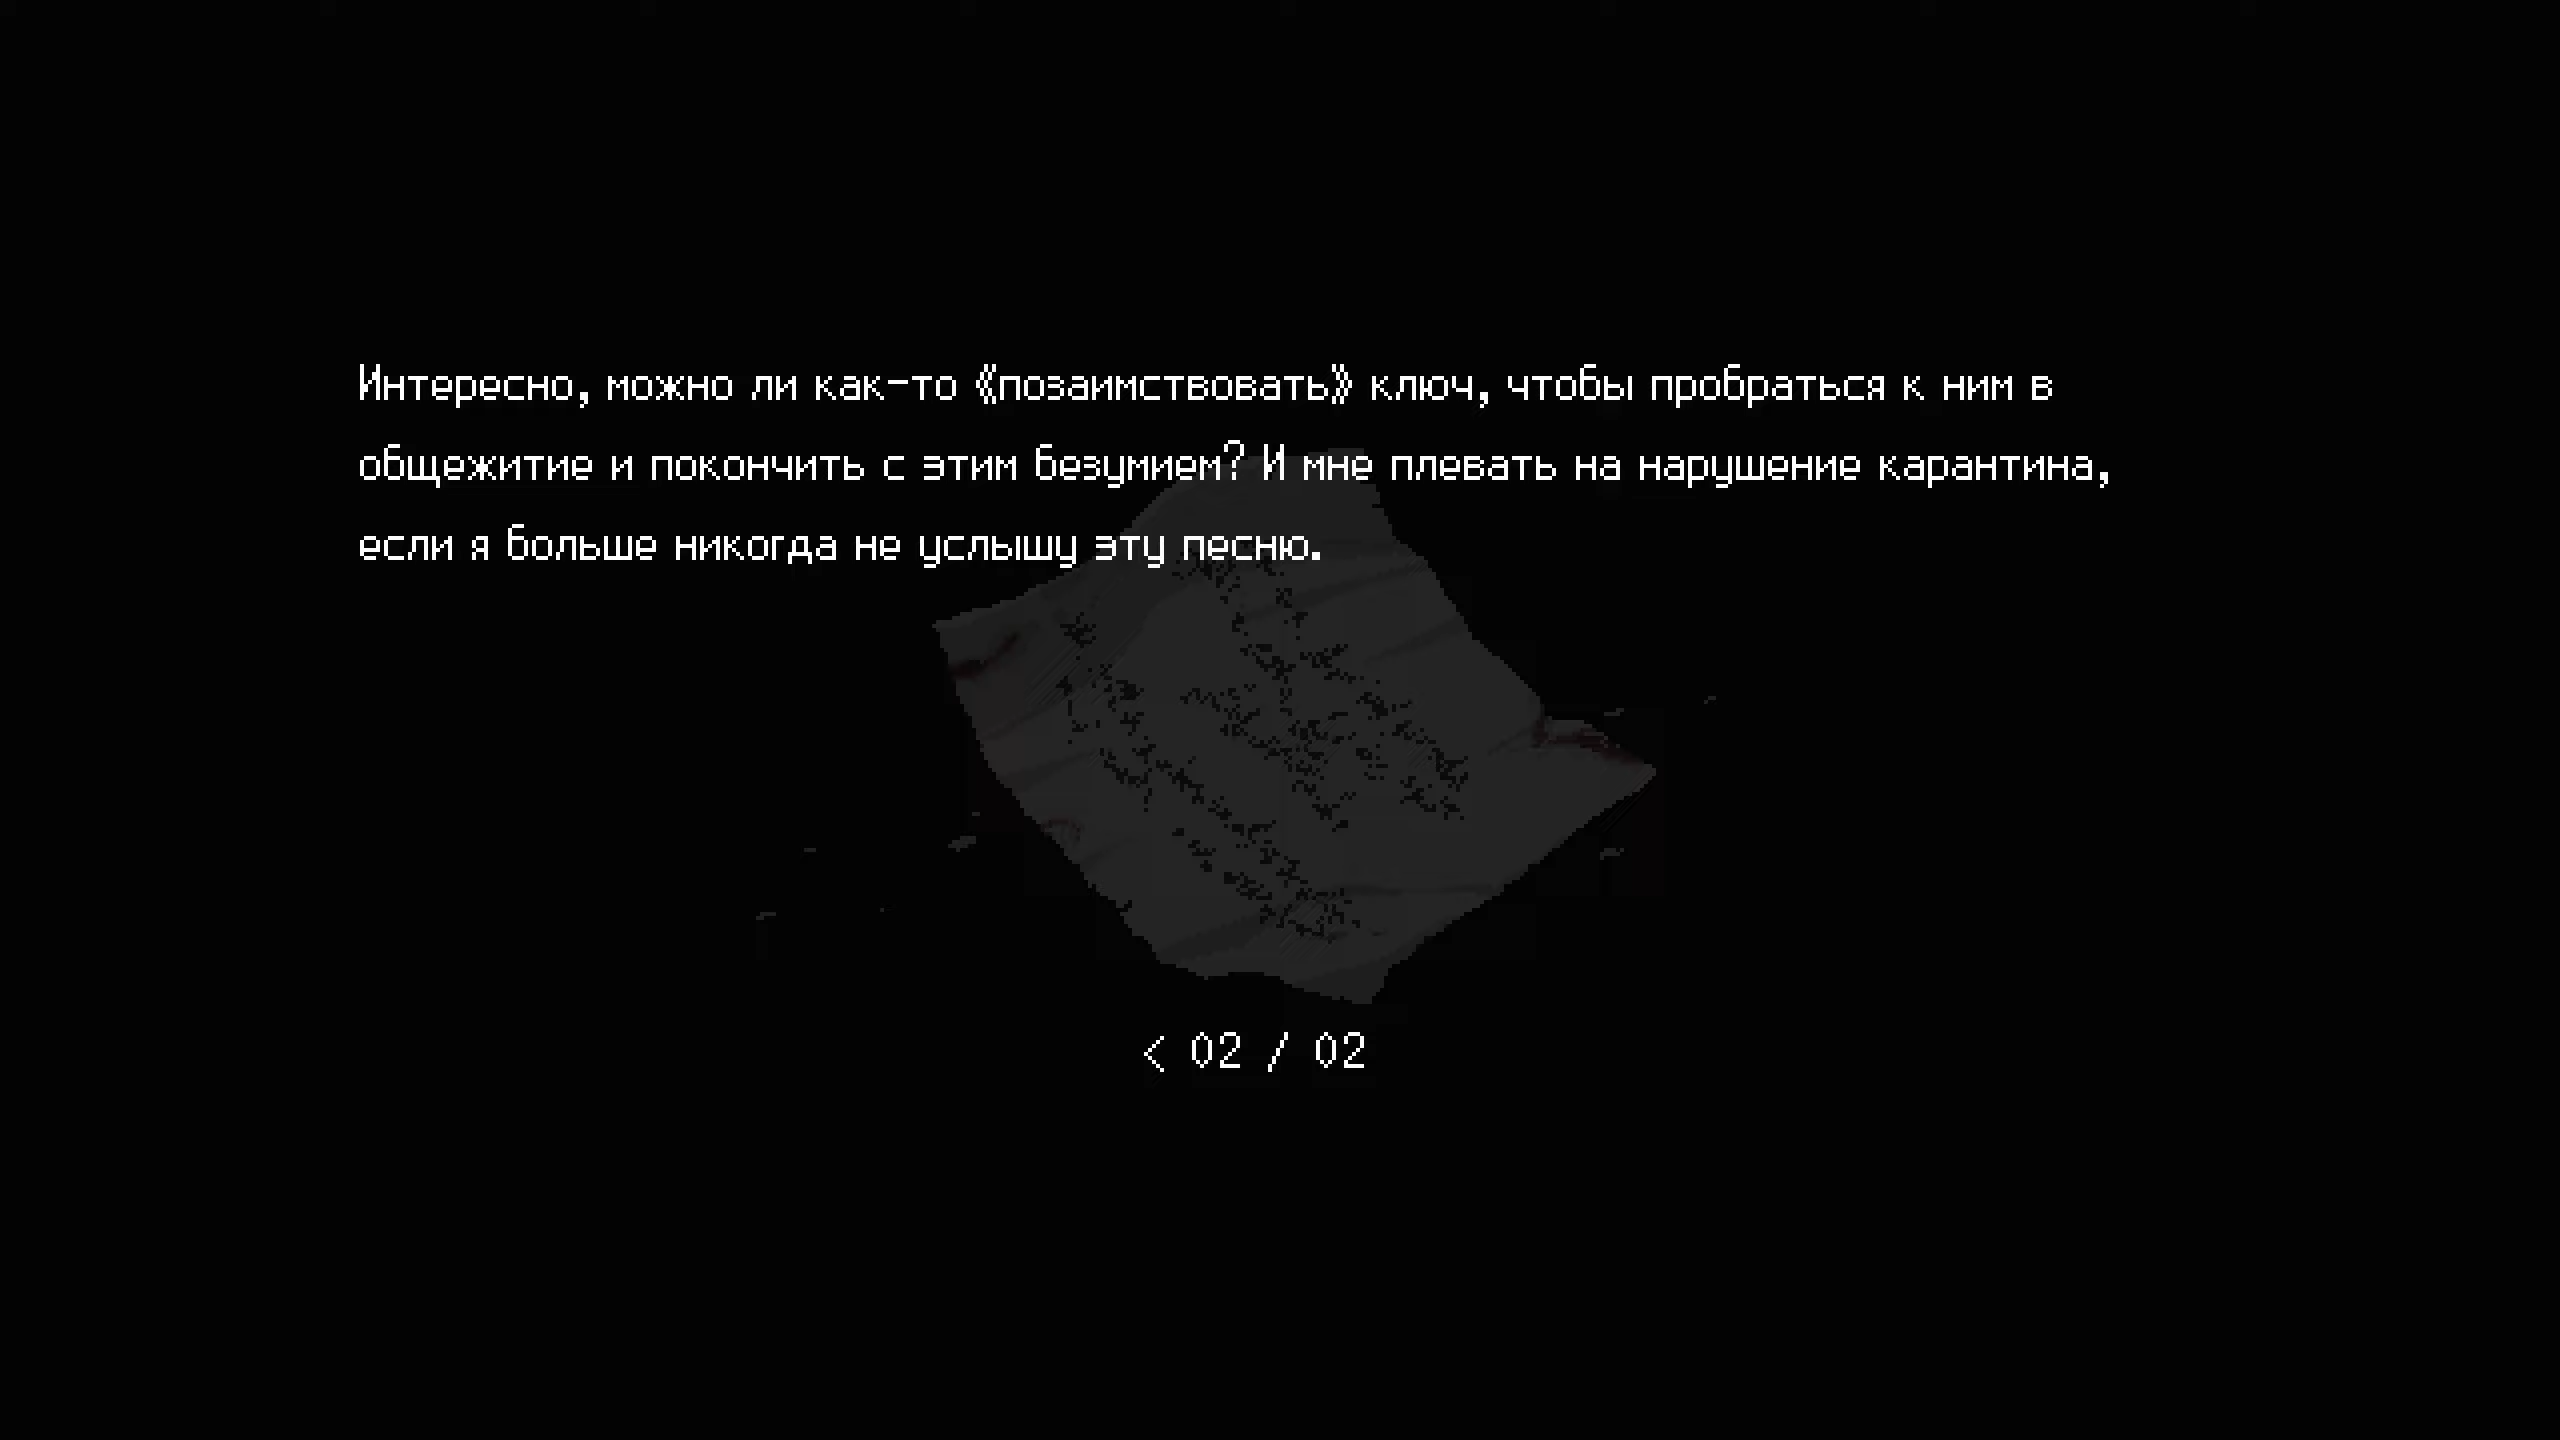 Интересно, можно ли как-то 《позаимствовать》 ключ, чтобы пробраться к ним в
общежитие и покончить с этим безумием? И мне плевать на нарушение карантина,
если я больше никогда не услышу эту песню.
< 02 / 02